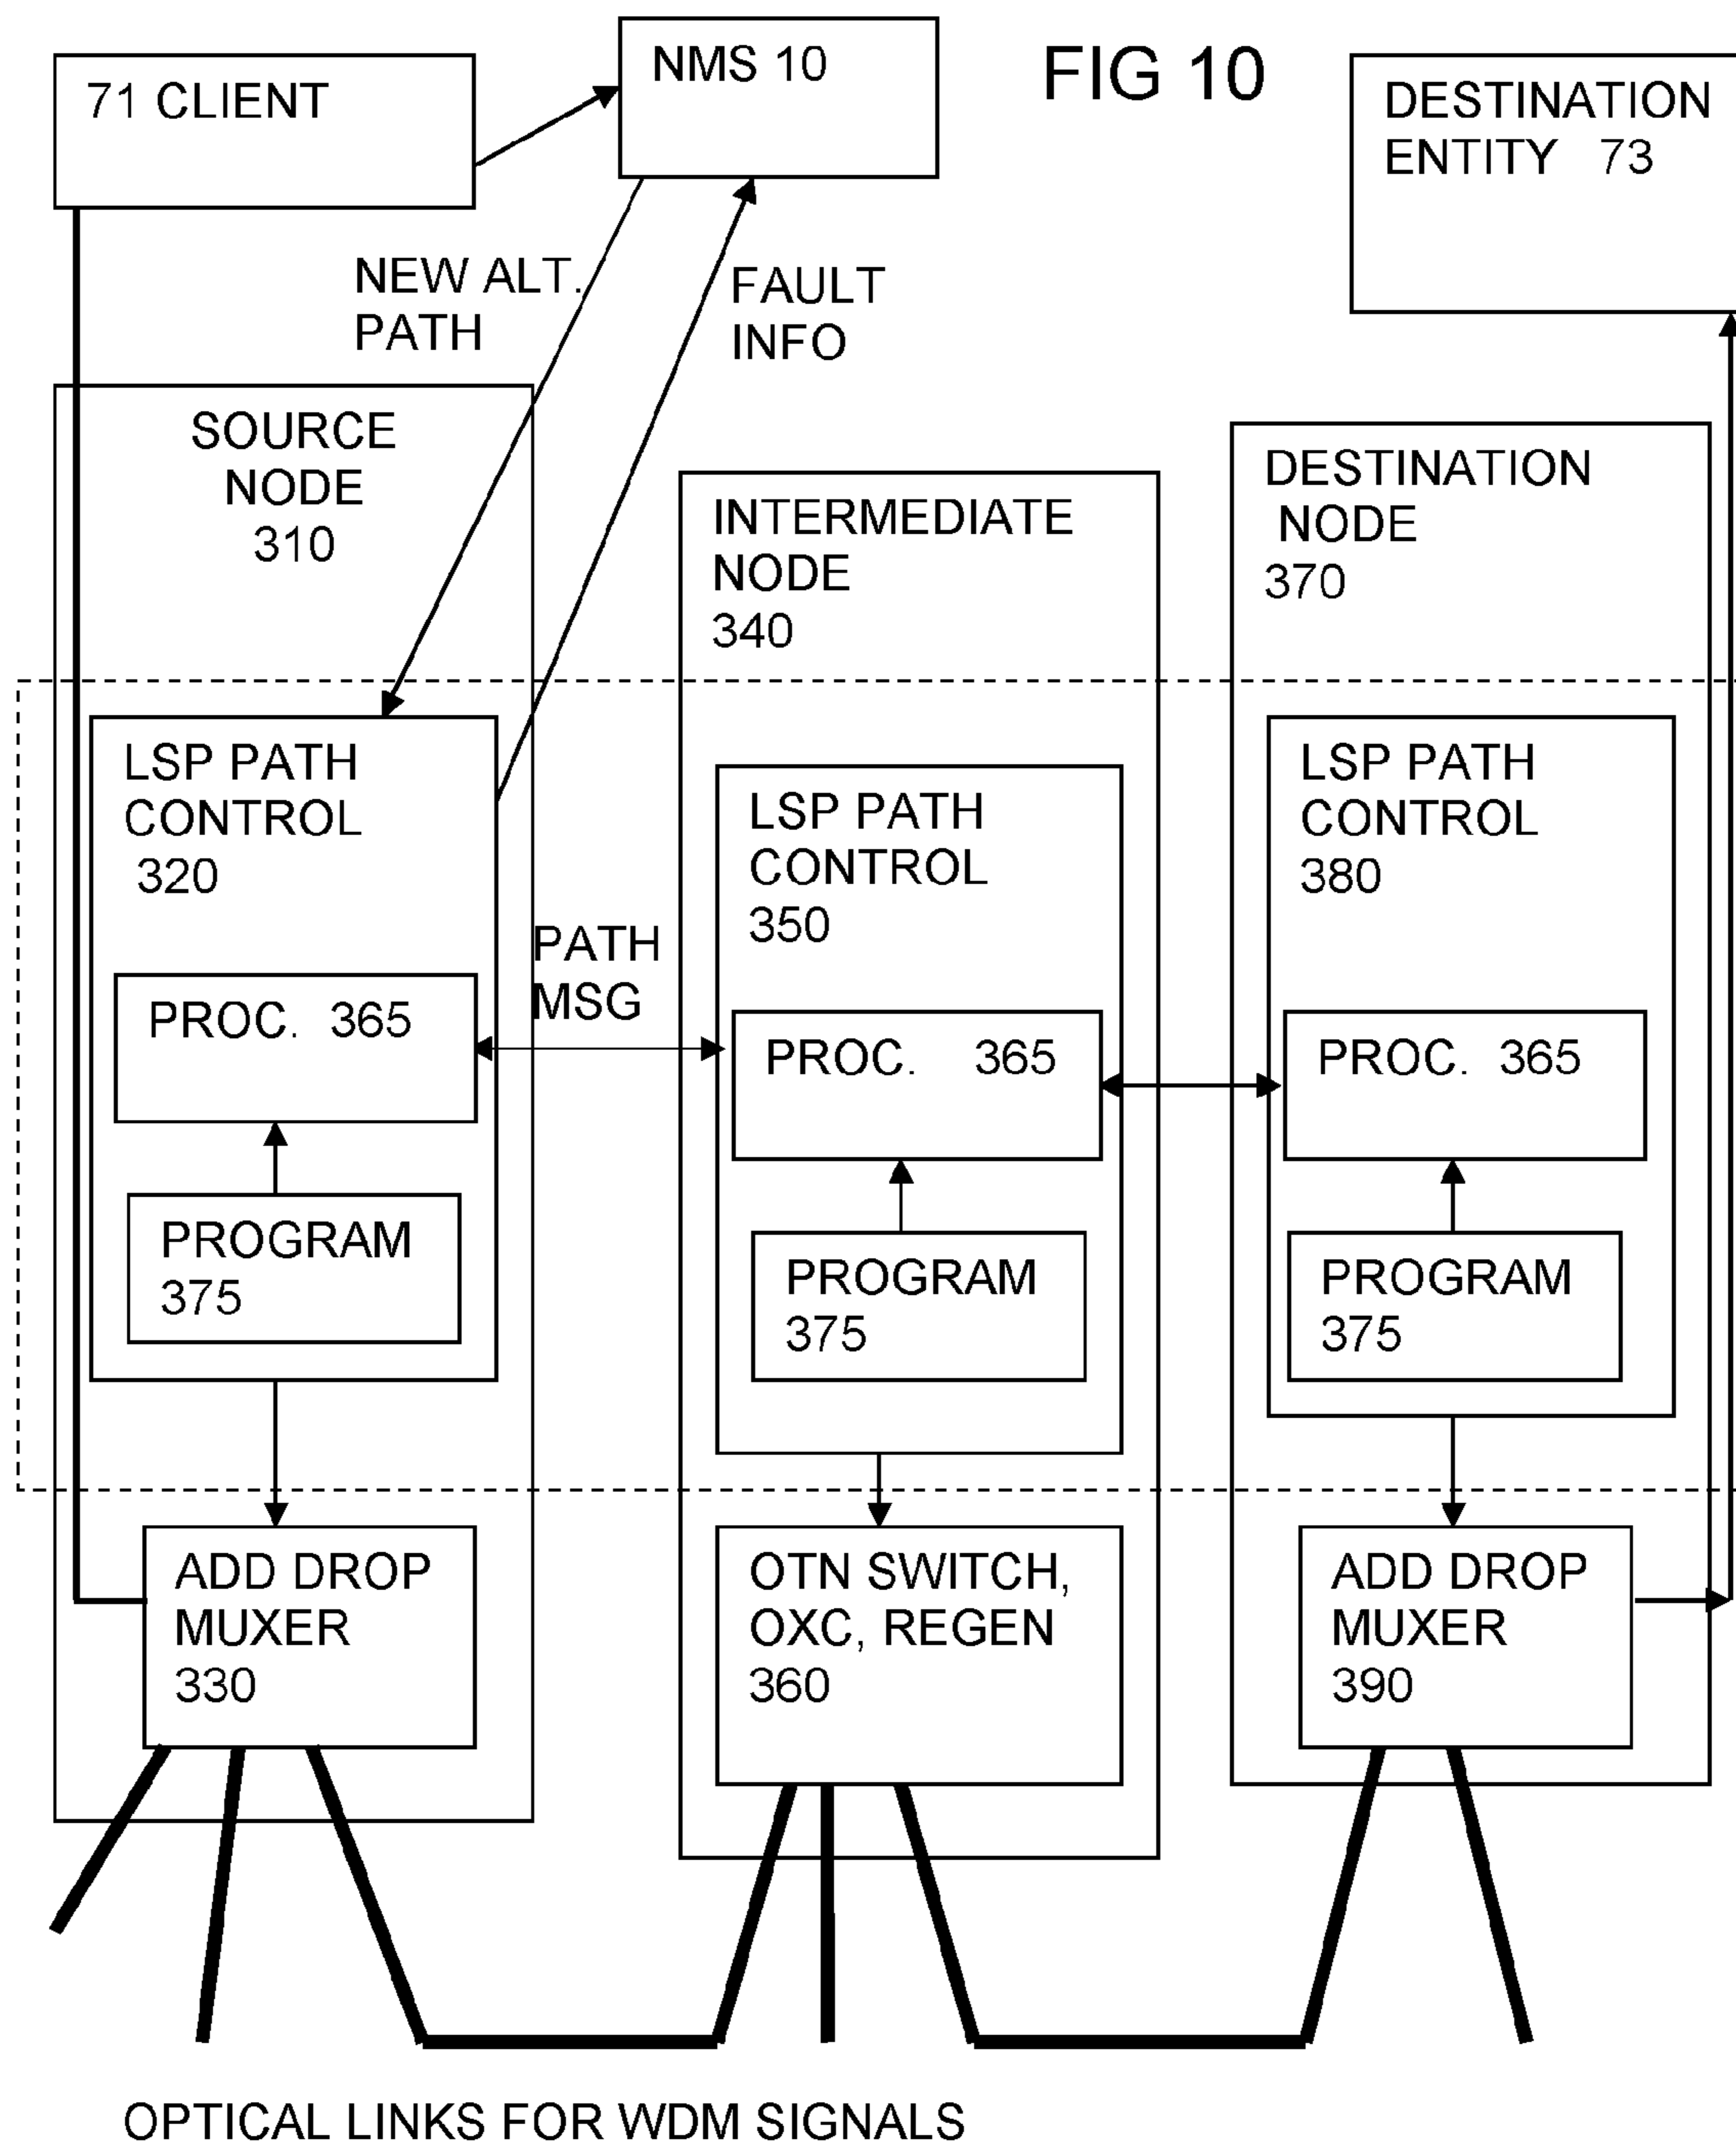 71 CLIENT
NMS 10
FIG 10
DESTINATION
ENTITY 73
NEW ALT.
PATH
FAULT
INFO
SOURCE
NODE
310
INTERMEDIATE
NODE
340
DESTINATION
NODE
370
LSP PATH
CONTROL
320
PATH
MSG
LSP PATH
CONTROL
350
LSP PATH
CONTROL
380
PROC. 365
PROC. 365
PROC. 365
PROGRAM
375
PROGRAM
375
PROGRAM
375
ADD DROP
MUXER
330
OTN SWITCH,
OXC, REGEN
360
ADD DROP
MUXER
390
OPTICAL LINKS FOR WDM SIGNALS